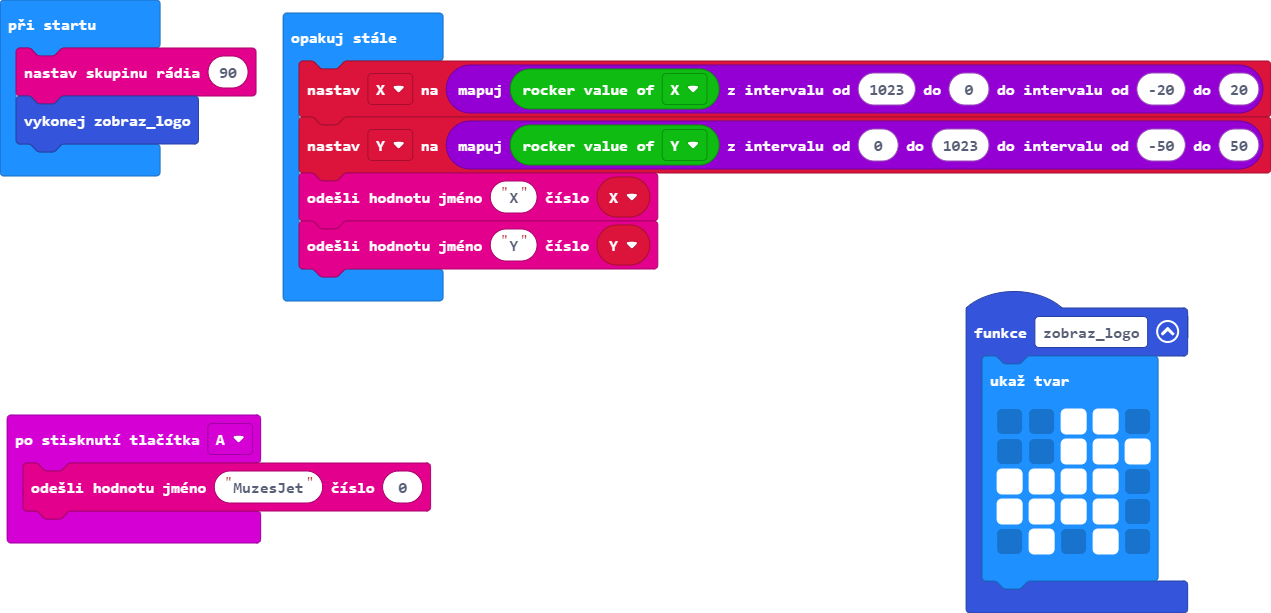 při startu
nastav skupinu rádia 90
vykonej zobraz_logo
opakuj stále
nastav X na mapuj rocker value of X z intervalu od 1023 do 0 do intervalu od -20 do 20
nastav Y na mapuj rocker value of Y z intervalu od 0 do 1023 do intervalu od -50 do 50
odešli hodnotu jméno "X" číslo X
odešli hodnotu jméno "Y" číslo Y
funkce zobraz_logo
ukaž tvar
po stisknutí tlačítka A
odešli hodnotu jméno "MuzesJet" číslo 0